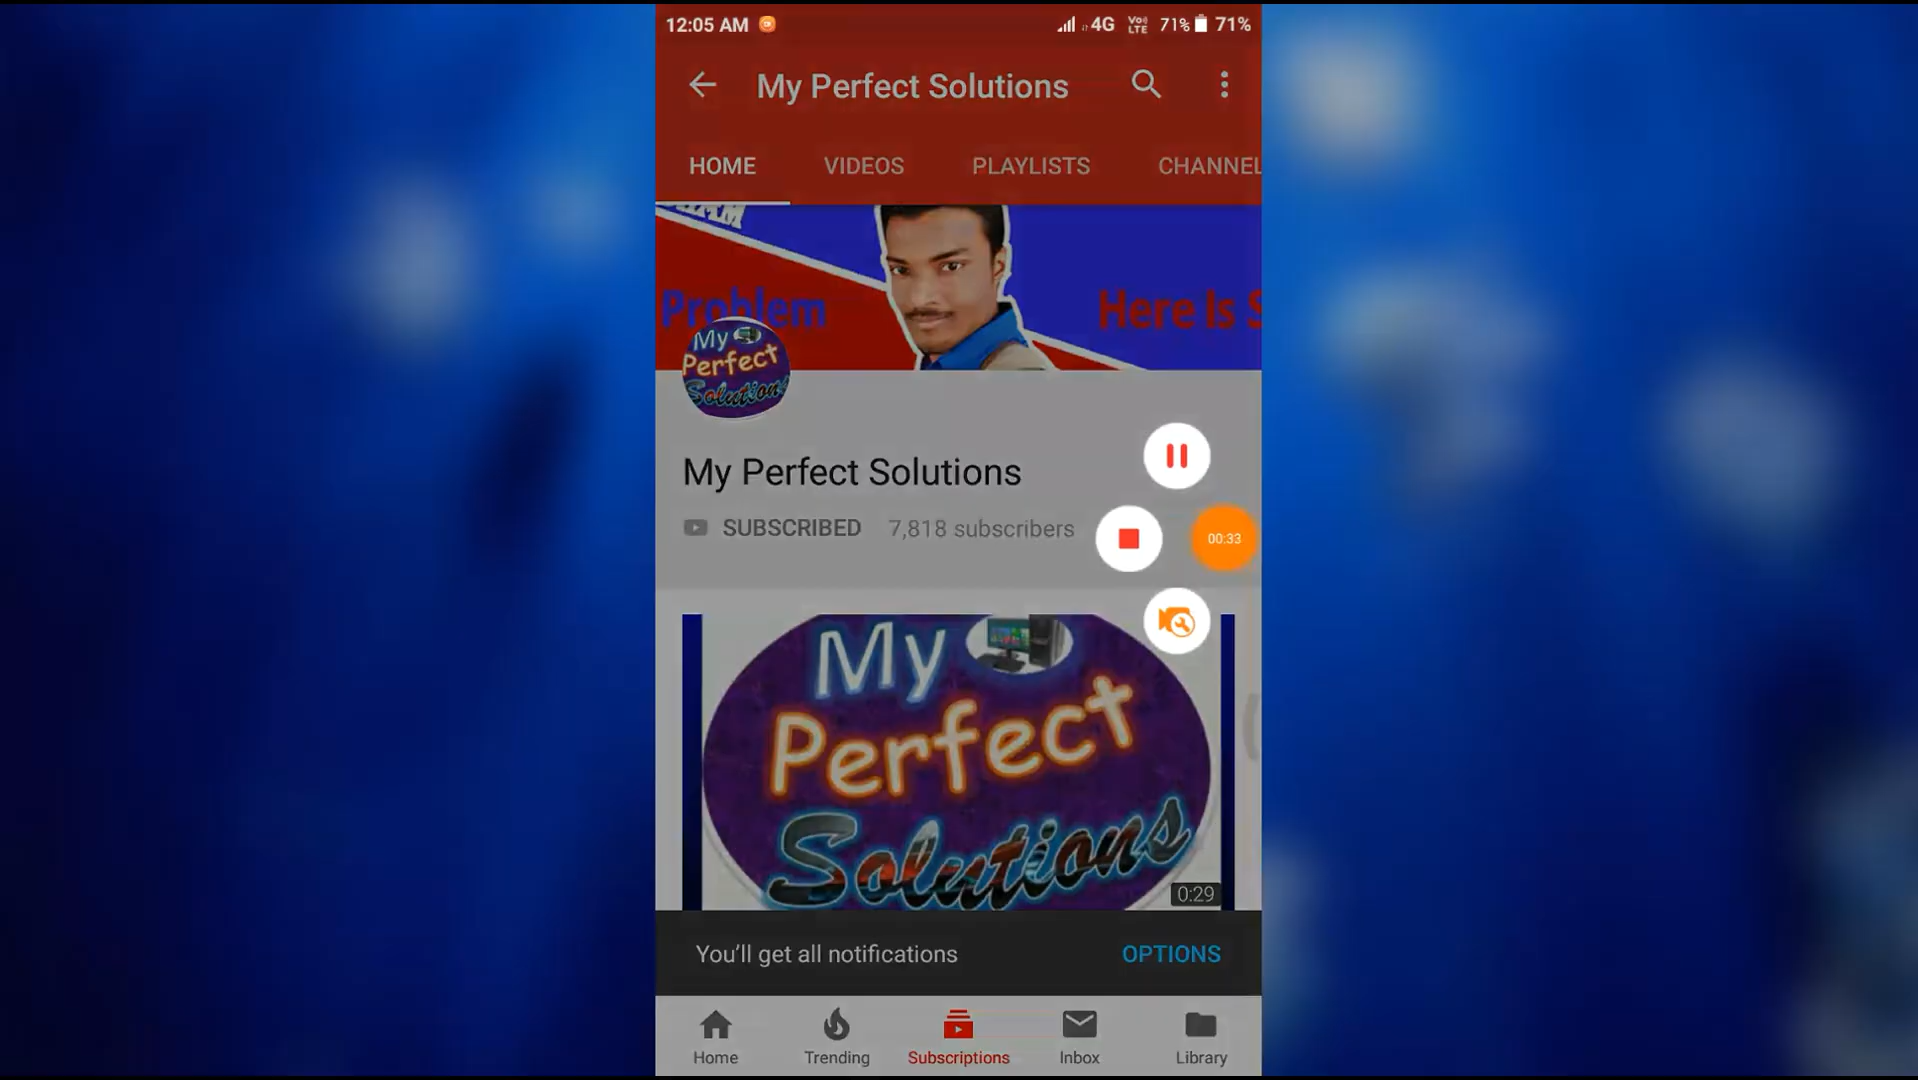 12:05 AM 4G Vo) LTE 71% 71%
My Perfect Solutions
HOME VIDEOS PLAYLISTS CHANNEL
Problem Here Is S
My
Perfect
Solutions
My Perfect Solutions
SUBSCRIBED 7,818 subscribers
00:33
My
Perfect
Solutions
0:29
You'll get all notifications OPTIONS
Home Trending Subscriptions Inbox Library